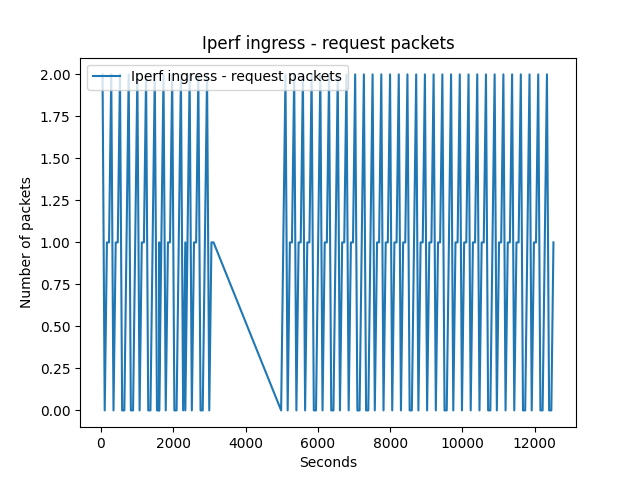 Iperf ingress - request packets
Iperf ingress - request packets
2.00
1.75
1.50
1.25
1.00
0.75
0.50
0.25
0.00
Number of packets
0 2000 4000 6000 8000 10000 12000
Seconds